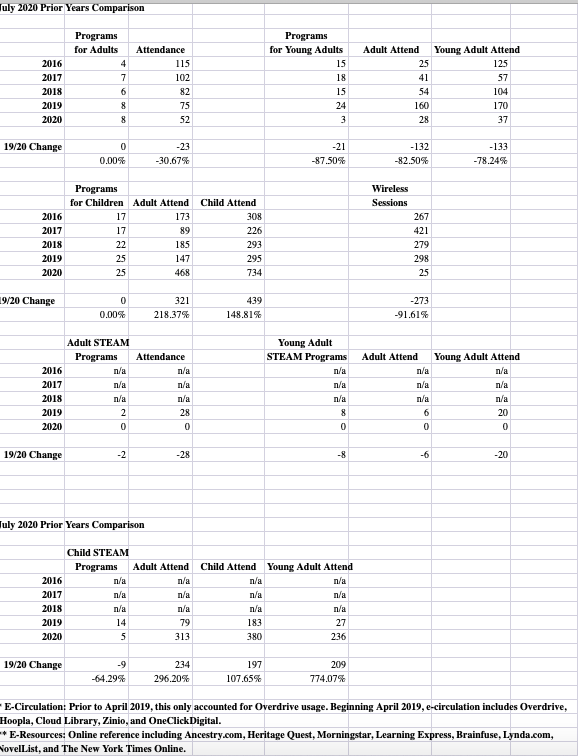 July 2020 Prior Years Comparison
Programs Programs
for Adults Attendance for Young Adults Adult Attend Young Adult Attend
2016 4 115 15 25 125
2017 7 102 18 41 57
2018 6 82 15 54 104
2019 8 75 24 160 170
2020 8 52 3 28 37
19/20 Change 0 -23 -21 -132 -133
0.00% -30.67% -87.50% -82.50% -78.24%
Programs Wireless
for Children Adult Attend Child Attend Sessions
2016 17 173 308 267
2017 17 89 226 421
2018 22 185 293 279
2019 25 147 295 298
2020 25 468 734 25
19/20 Change 0 321 439 -273
0.00% 218.37% 148.81% -91.61%
Adult STEAM Young Adult
Programs Attendance STEAM Programs Adult Attend Young Adult Attend
2016 n/a n/a n/a n/a n/a
2017 n/a n/a n/a n/a n/a
2018 n/a n/a n/a n/a n/a
2019 2 28 8 6 20
2020 0 0 0 0 0
19/20 Change -2 -28 -8 -6 -20
July 2020 Prior Years Comparison
Child STEAM
Programs Adult Attend Child Attend Young Adult Attend
2016 n/a n/a n/a n/a
2017 n/a n/a n/a n/a
2018 n/a n/a n/a n/a
2019 14 79 183 27
2020 5 313 380 236
19/20 Change -9 234 197 209
-64.29% 296.20% 107.65% 774.07%
* E-Circulation: Prior to April 2019, this only accounted for Overdrive usage. Beginning April 2019, e-circulation includes Overdrive,
Hoopla, Cloud Library, Zinio, and OneClickDigital.
** E-Resources: Online reference including Ancestry.com, Heritage Quest, Morningstar, Learning Express, Brainfuse, Lynda.com,
NovelList, and The New York Times Online.